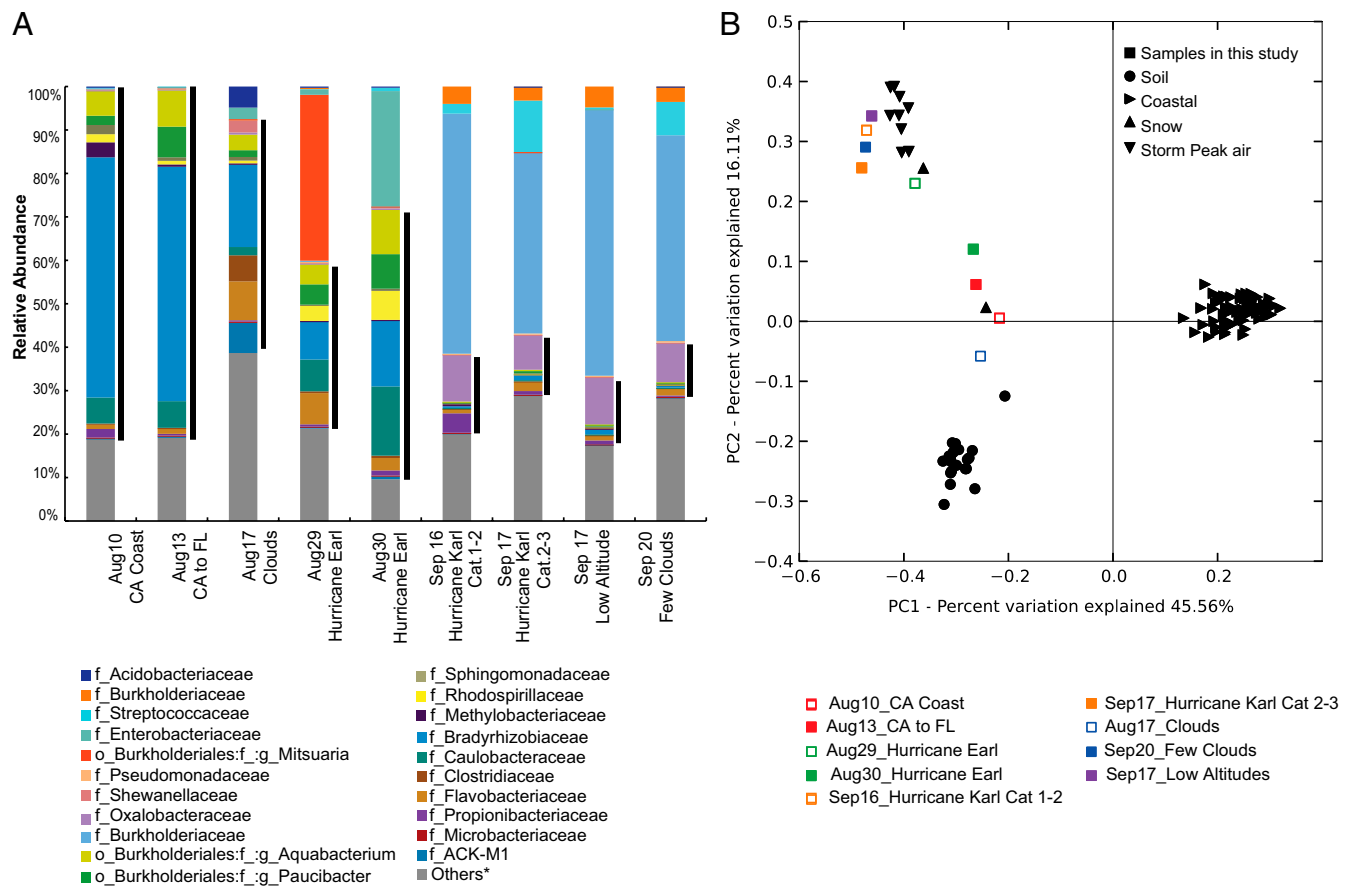 A
100%
90%
80%
70%
60%
50%
40%
30%
20%
10%
0%
Relative Abundance
Aug10
CA Coast
Aug13
CA to FL
Aug17
Clouds
Aug29
Hurricane Earl
Aug30
Hurricane Earl
Sep 16
Hurricane Karl
Cat.1-2
Sep 17
Hurricane Karl
Cat.2-3
Sep 17
Low Altitude
Sep 20
Few Clouds
f_Acidobacteriaceae
f_Burkholderiaceae
f_Streptococcaceae
f_Enterobacteriaceae
o_Burkholderiales:f_:g_Mitsuaria
f_Pseudomonadaceae
f_Shewanellaceae
f_Oxalobacteraceae
f_Burkholderiaceae
o_Burkholderiales:f_:g_Aquabacterium
o_Burkholderiales:f_:g_Paucibacter
f_Sphingomonadaceae
f_Rhodospirillaceae
f_Methylobacteriaceae
f_Bradyrhizobiaceae
f_Caulobacteraceae
f_Clostridiaceae
f_Flavobacteriaceae
f_Propionibacteriaceae
f_Microbacteriaceae
f_ACK-M1
Others*
B
0.5
0.4
0.3
0.2
0.1
0.0
−0.1
−0.2
−0.3
−0.4
PC2 - Percent variation explained 16.11%
Samples in this study
Soil
Coastal
Snow
Storm Peak air
−0.6
−0.4
−0.2
0.0
0.2
PC1 - Percent variation explained 45.56%
Aug10_CA Coast
Aug13_CA to FL
Aug29_Hurricane Earl
Aug30_Hurricane Earl
Sep16_Hurricane Karl Cat 1-2
Sep17_Hurricane Karl Cat 2-3
Aug17_Clouds
Sep20_Few Clouds
Sep17_Low Altitudes